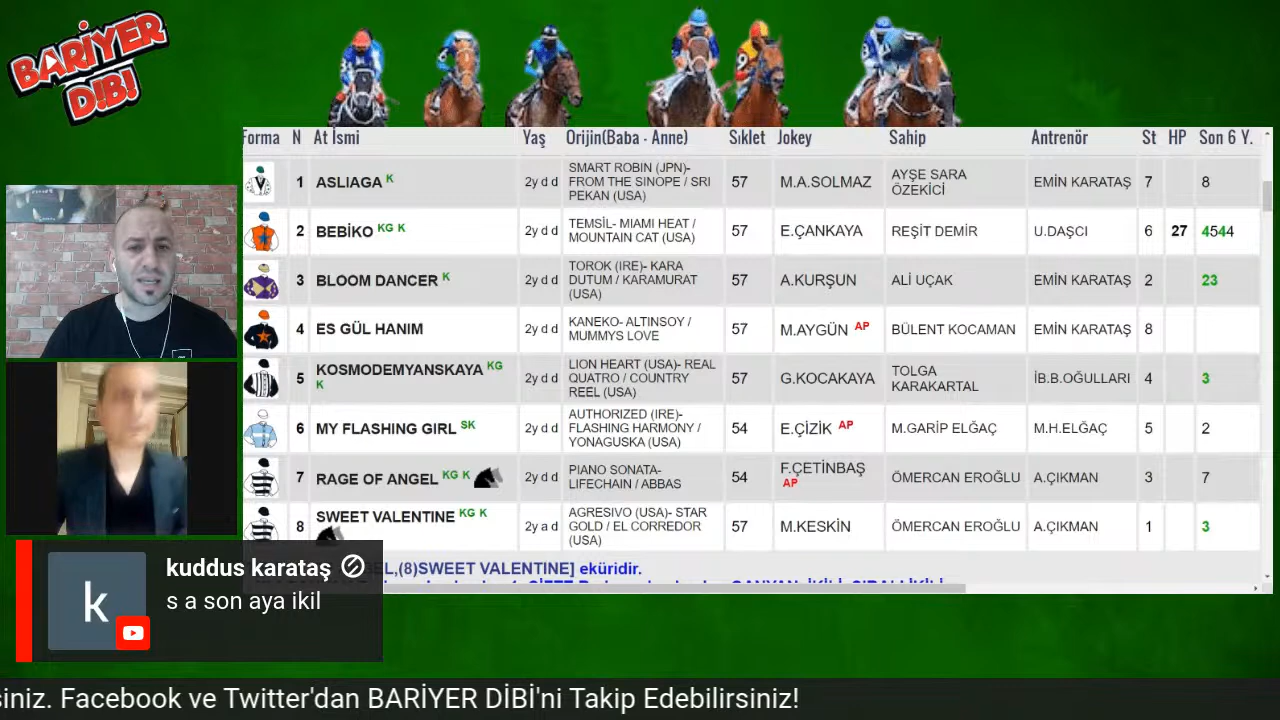 BARİYER
DİBİ
Forma N At İsmi Yaş Orijin(Baba - Anne) Sıklet Jokey Sahip Antrenör St HP Son 6 Y.
1 ASLIAGA K 2y d d SMART ROBIN (JPN)- FROM THE SINOPE / SRI PEKAN (USA) 57 M.A.SOLMAZ AYŞE SARA ÖZEKİCİ EMİN KARATAŞ 7 8
2 BEBİKO KG K 2y d d TEMSİL- MIAMI HEAT / MOUNTAIN CAT (USA) 57 E.ÇANKAYA REŞİT DEMİR U.DAŞCI 6 27 4544
3 BLOOM DANCER K 2y d d TOROK (IRE)- KARA DUTUM / KARAMURAT (USA) 57 A.KURŞUN ALİ UÇAK EMİN KARATAŞ 2 23
4 ES GÜL HANIM 2y d d KANEKO- ALTINSOY / MUMMYS LOVE 57 M.AYGÜN AP BÜLENT KOCAMAN EMİN KARATAŞ 8
5 KOSMODEMYANSKAYA KG K 2y d d LION HEART (USA)- REAL QUATRO / COUNTRY REEL (USA) 57 G.KOCAKAYA TOLGA KARAKARTAL İB.B.OĞULLARI 4 3
6 MY FLASHING GIRL SK 2y d d AUTHORIZED (IRE)- FLASHING HARMONY / YONAGUSKA (USA) 54 E.ÇİZİK AP M.GARİP ELĞAÇ M.H.ELĞAÇ 5 2
7 RAGE OF ANGEL KG K 2y d d PIANO SONATA- LIFECHAIN / ABBAS 54 F.ÇETİNBAŞ AP ÖMERCAN EROĞLU A.ÇIKMAN 3 7
8 SWEET VALENTINE KG K 2y a d AGRESIVO (USA)- STAR GOLD / EL CORREDOR (USA) 57 M.KESKİN ÖMERCAN EROĞLU A.ÇIKMAN 1 3
EL,(8)SWEET VALENTINE] eküridir.
k
kuddus karataş
s a son aya ikil
siniz. Facebook ve Twitter'dan BARİYER DİBİ'ni Takip Edebilirsiniz!